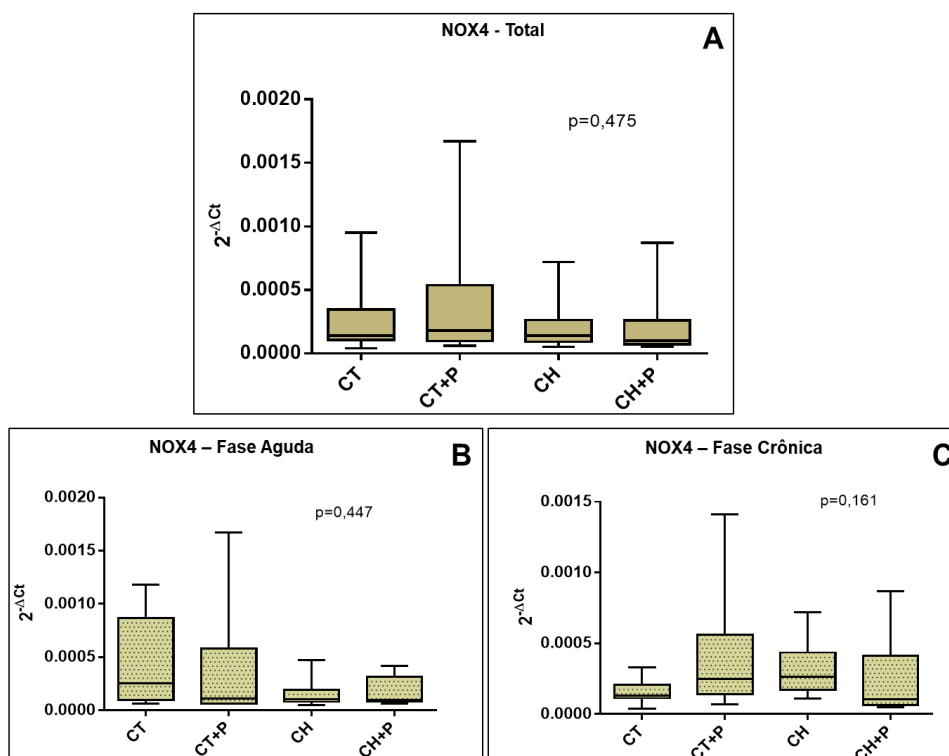 NOX4 - Total
A
0.0020
0.0015
0.0010
0.0005
0.0000
2-ΔCt
p=0,475
CT
CT+P
CH
CH+P
NOX4 – Fase Aguda
B
0.0020
0.0015
0.0010
0.0005
0.0000
2-ΔCt
p=0,447
CT
CT+P
CH
CH+P
NOX4 – Fase Crônica
C
0.0015
0.0010
0.0005
0.0000
2-ΔCt
p=0,161
CT
CT+P
CH
CH+P